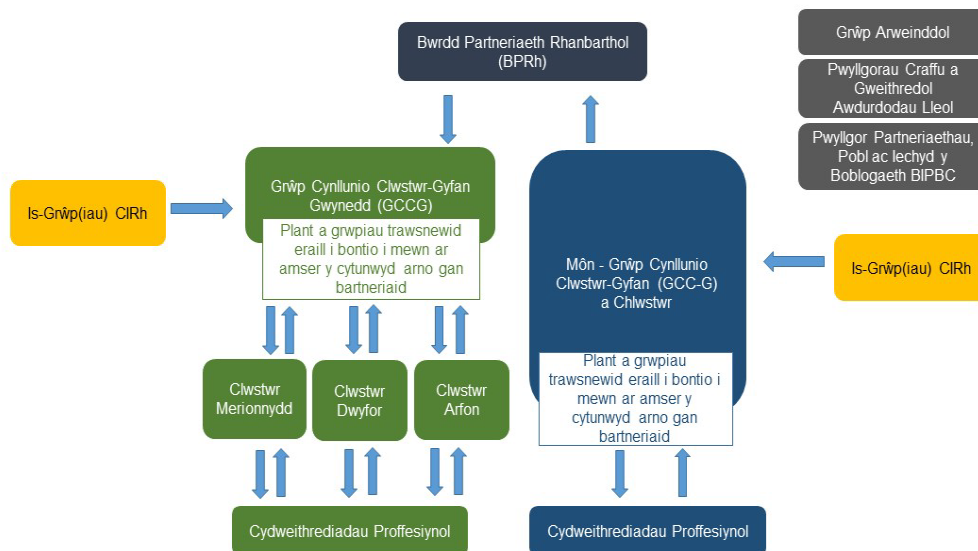 Bwrdd Partneriaeth Rhanbarthol
(BPRh)
Grŵp Arweinddol
Pwyllgorau Craffu a
Gweithredol
Awdurdodau Lleol
Pwyllgor Partneriaethau,
Pobl ac Iechyd y
Boblogaeth BIPBC
Is-Grŵp(iau) CIRh
Grŵp Cynllunio Clwstwr-Gyfan
Gwynedd (GCCG)
Plant a grwpiau trawsnewid
eraill i bontio i mewn ar
amser y cytunwyd arno gan
bartneriaid
Môn - Grŵp Cynllunio
Clwstwr-Gyfan (GCC-G)
a Chlwstwr
Is-Grŵp(iau) CIRh
Plant a grwpiau
trawsnewid eraill i bontio i
mewn ar amser y
cytunwyd arno gan
bartneriaid
Clwstwr
Merionnydd
Clwstwr
Dwyfor
Clwstwr
Arfon
Cydweithrediadau Proffesiynol
Cydweithrediadau Proffesiynol